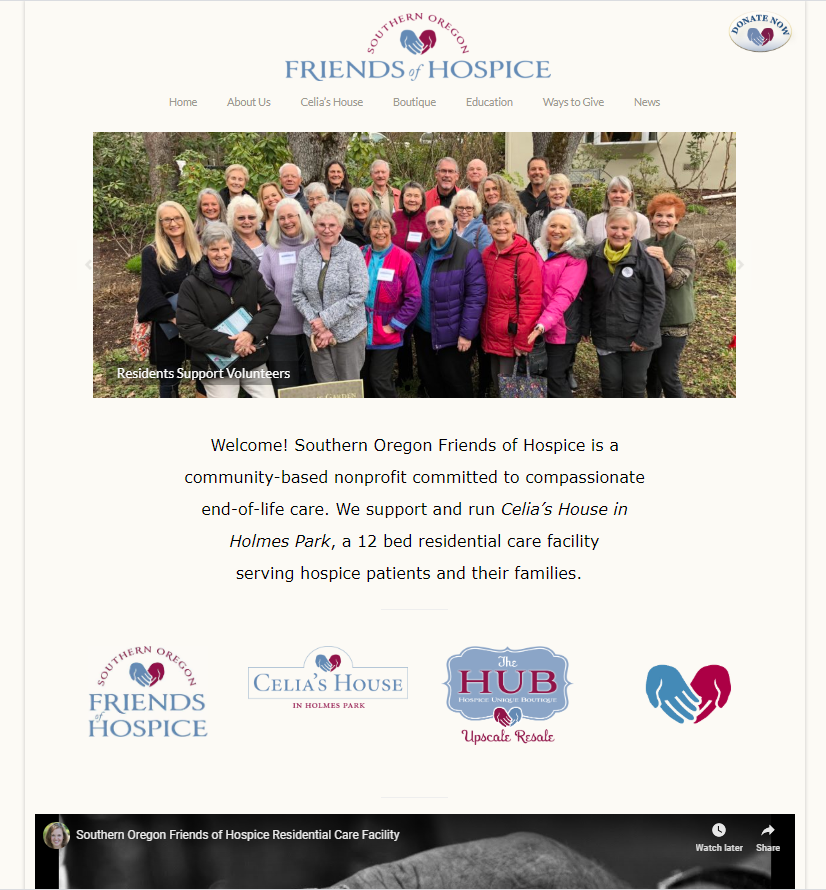 SOUTHERN OREGON
FRIENDS of HOSPICE
DONATE NOW
Home About Us Celia's House Boutique Education Ways to Give News
Residents Support Volunteers
GARDEN
Welcome! Southern Oregon Friends of Hospice is a
community-based nonprofit committed to compassionate
end-of-life care. We support and run Celia's House in
Holmes Park, a 12 bed residential care facility
serving hospice patients and their families.
SOUTHERN OREGON
FRIENDS
of
HOSPICE
CELIA'S HOUSE
IN HOLMES PARK
The
HUB
HOSPICE UNIQUE BOUTIQUE
Upscale Resale
Southern Oregon Friends of Hospice Residential Care Facility
Watch later Share